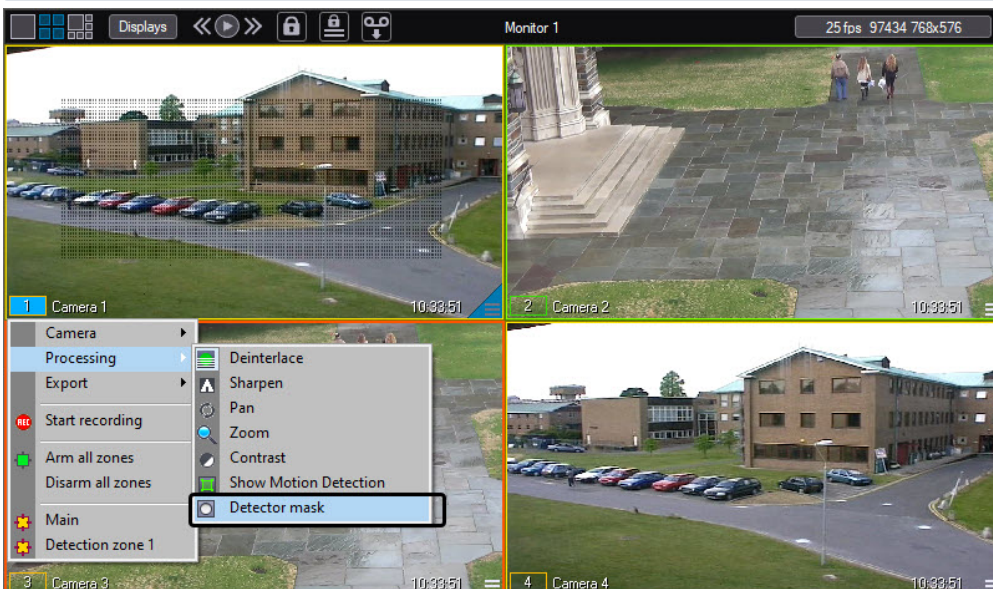 Displays
Monitor 1
25 fps 97434 768x576
1 Camera 1 10:33:51
2 Camera 2 10:33:51
Camera
Processing
Export
REC Start recording
Arm all zones
Disarm all zones
Main
Detection zone 1
Deinterlace
Sharpen
Pan
Zoom
Contrast
Show Motion Detection
Detector mask
3 Camera 3 10:33:51
4 Camera 4 10:33:51